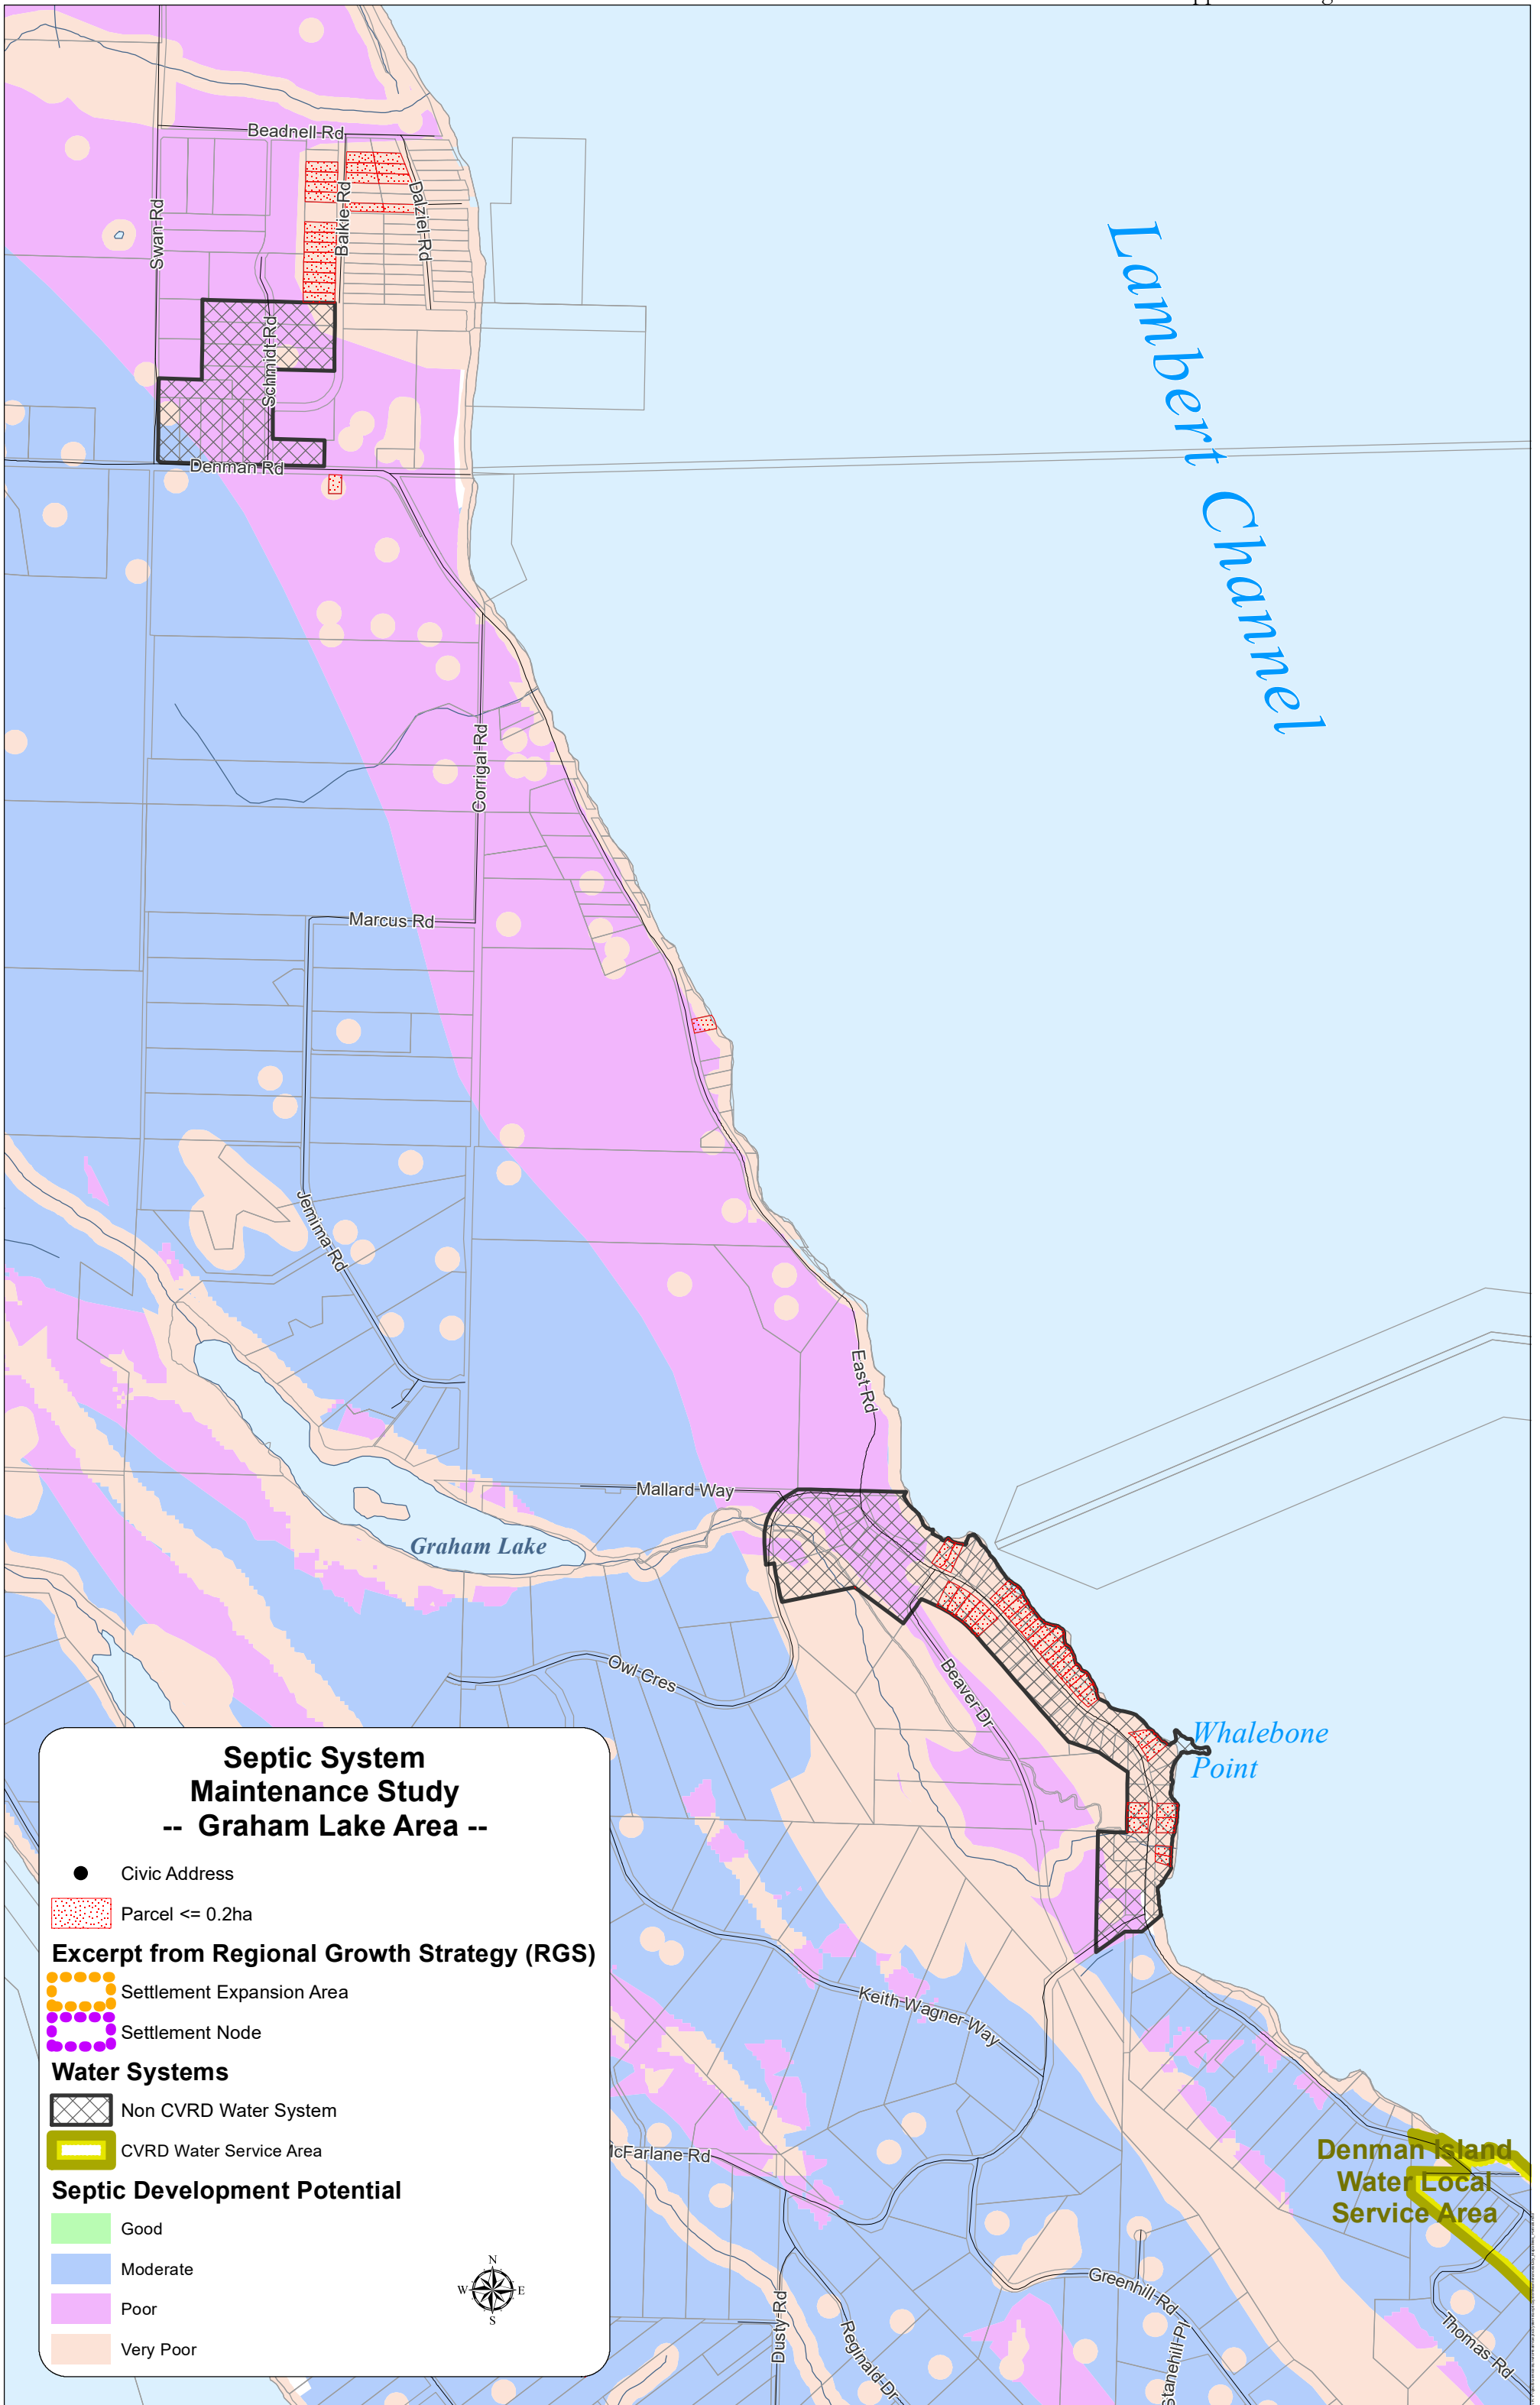 Beadnell Rd
Swan Rd
Baikie Rd
Dalziel Rd
Schmidt Rd
Denman Rd
Lambert Channel
Corrigal Rd
Marcus Rd
Jemima Rd
East Rd
Mallard Way
Graham Lake
Owl Cres
Beaver Dr
Whalebone
Point
Keith Wagner Way
McFarlane Rd
Denman Island
Water Local
Service Area
Greenhill Rd
Stanehill Pl
Thomas Rd
Dusty Rd
Reginald Dr
Septic System
Maintenance Study
-- Graham Lake Area --
Civic Address
Parcel <= 0.2ha
Excerpt from Regional Growth Strategy (RGS)
Settlement Expansion Area
Settlement Node
Water Systems
Non CVRD Water System
CVRD Water Service Area
Septic Development Potential
Good
Moderate
Poor
Very Poor
N
W E
S